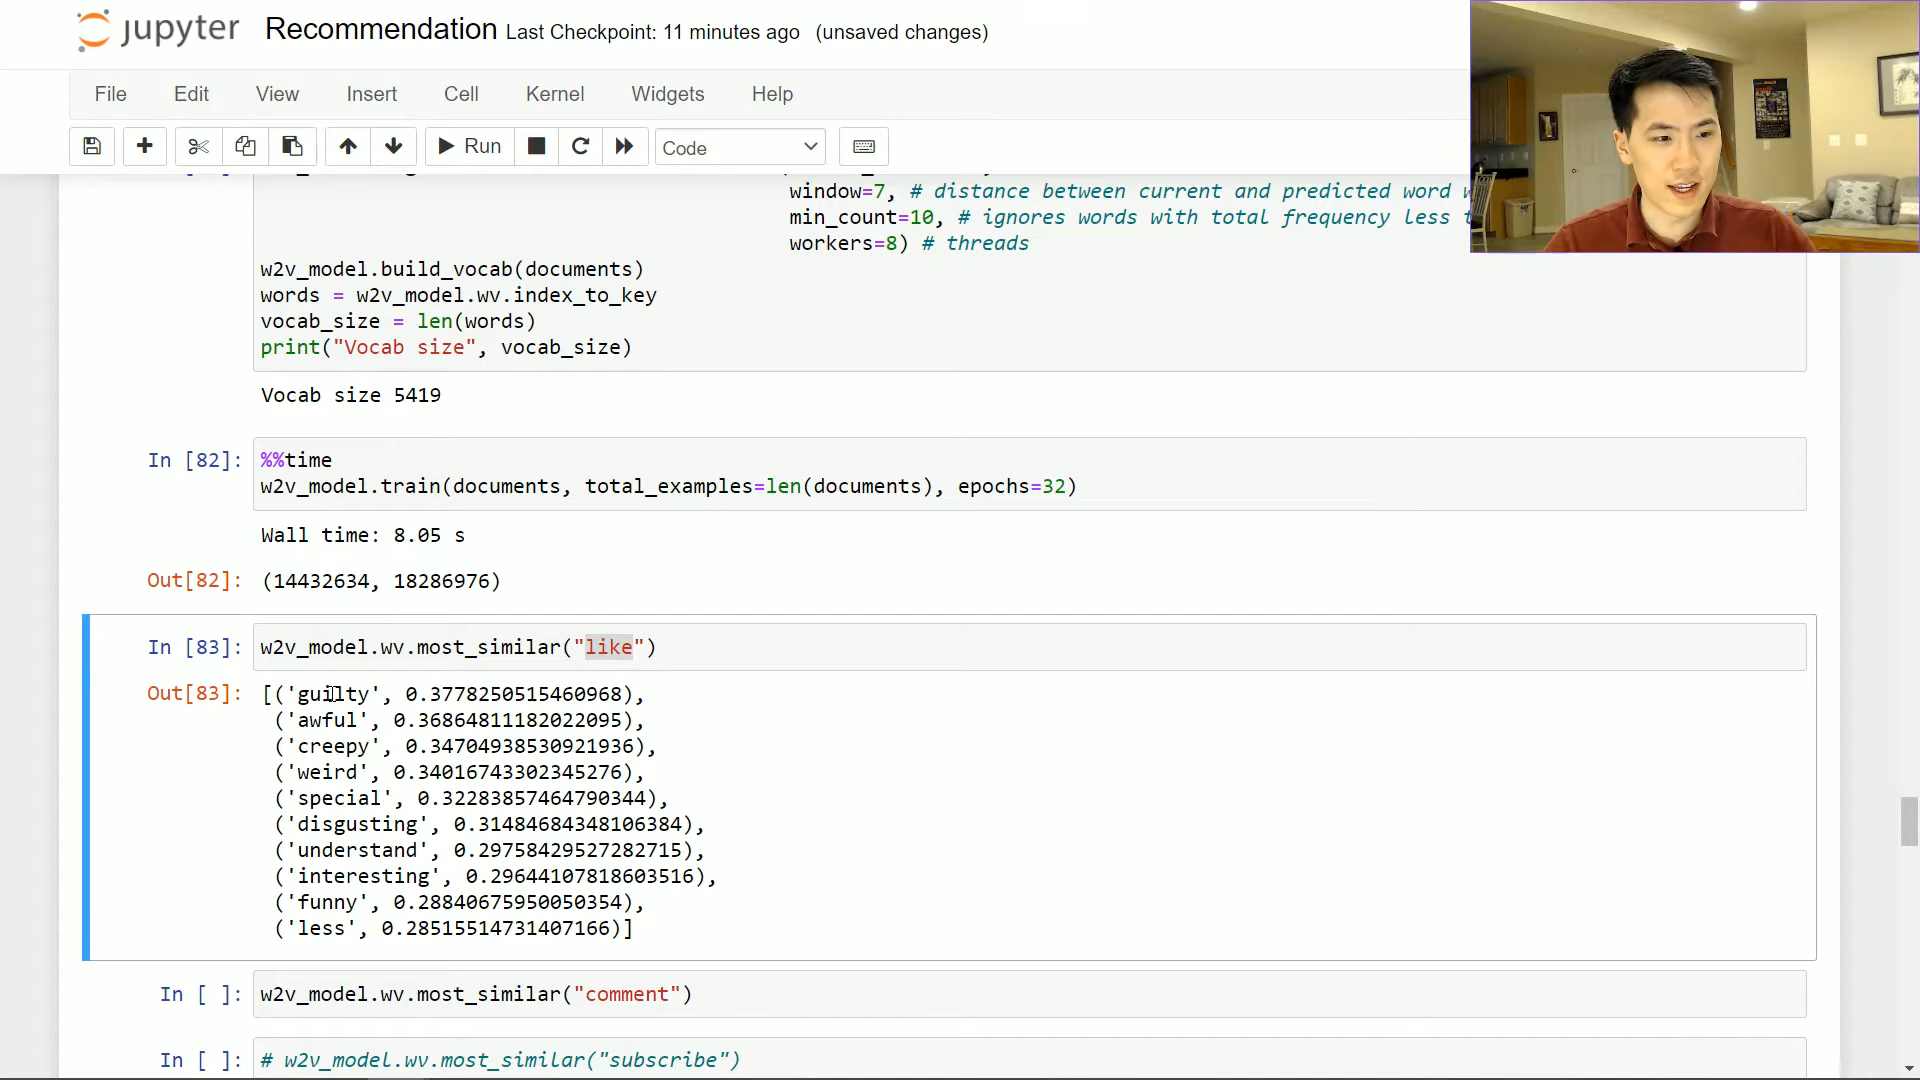 jupyter Recommendation Last Checkpoint: 11 minutes ago (unsaved changes)
File Edit View Insert Cell Kernel Widgets Help
Run Code
window=7, # distance between current and predicted word
min_count=10, # ignores words with total frequency less
workers=8) # threads
w2v_model.build_vocab(documents)
words = w2v_model.wv.index_to_key
vocab_size = len(words)
print("Vocab size", vocab_size)
Vocab size 5419
In [82]: %%time
w2v_model.train(documents, total_examples=len(documents), epochs=32)
Wall time: 8.05 s
Out[82]: (14432634, 18286976)
In [83]: w2v_model.wv.most_similar("like")
Out[83]: [('guilty', 0.3778250515460968),
('awful', 0.36864811182022095),
('creepy', 0.34704938530921936),
('weird', 0.34016743302345276),
('special', 0.32283857464790344),
('disgusting', 0.31484684348106384),
('understand', 0.29758429527282715),
('interesting', 0.29644107818603516),
('funny', 0.28840675950050354),
('less', 0.28515514731407166)]
In [ ]: w2v_model.wv.most_similar("comment")
In [ ]: # w2v_model.wv.most_similar("subscribe")